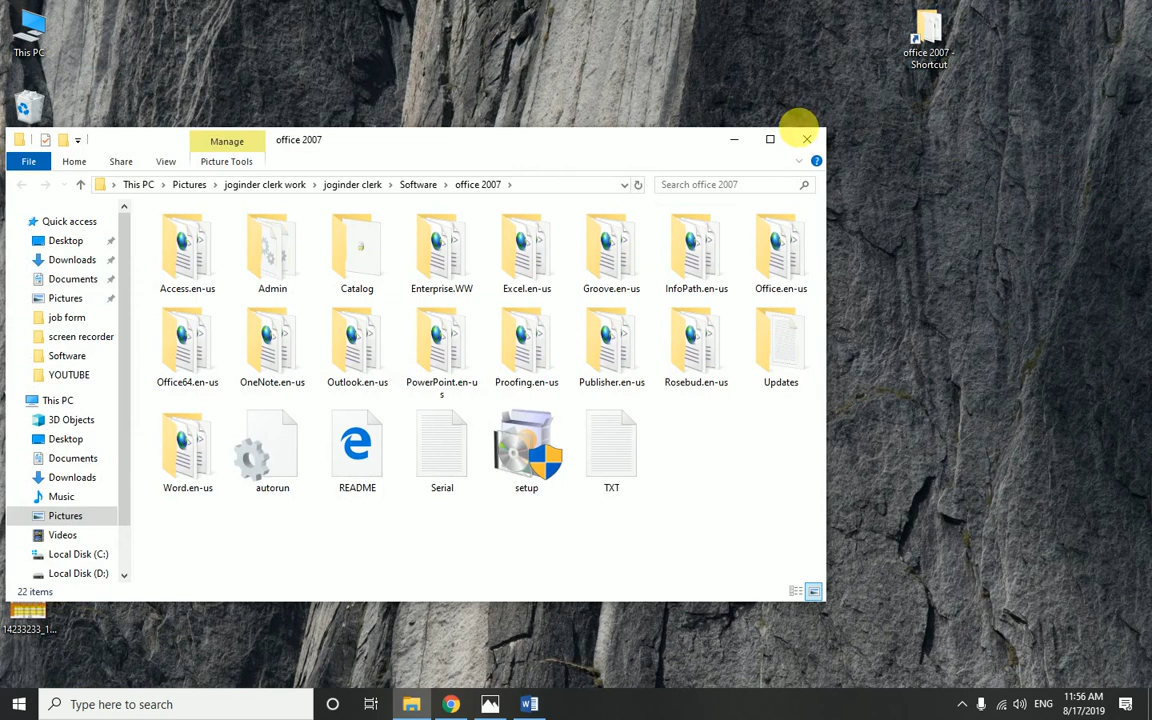 This PC
office 2007 -
Shortcut
Manage
office 2007
File
Home
Share
View
Picture Tools
This PC
Pictures
joginder clerk work
joginder clerk
Software
office 2007
Search office 2007
Quick access
Desktop
Downloads
Documents
Pictures
job form
screen recorder
Software
YOUTUBE
This PC
3D Objects
Desktop
Documents
Downloads
Music
Pictures
Videos
Local Disk (C:)
Local Disk (D:)
Access.en-us
Admin
Catalog
Enterprise.WW
Excel.en-us
Groove.en-us
InfoPath.en-us
Office.en-us
Office64.en-us
OneNote.en-us
Outlook.en-us
PowerPoint.en-u
s
Proofing.en-us
Publisher.en-us
Rosebud.en-us
Updates
Word.en-us
autorun
README
Serial
setup
TXT
22 items
14233233_1...
Type here to search
ENG
11:56 AM
8/17/2019